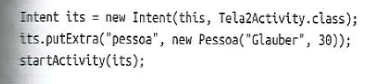 Intent its = new Intent(this, Tela2Activity.class);
its.putExtra("pessoa", new Pessoa("Glauber", 30));
startActivity(its);